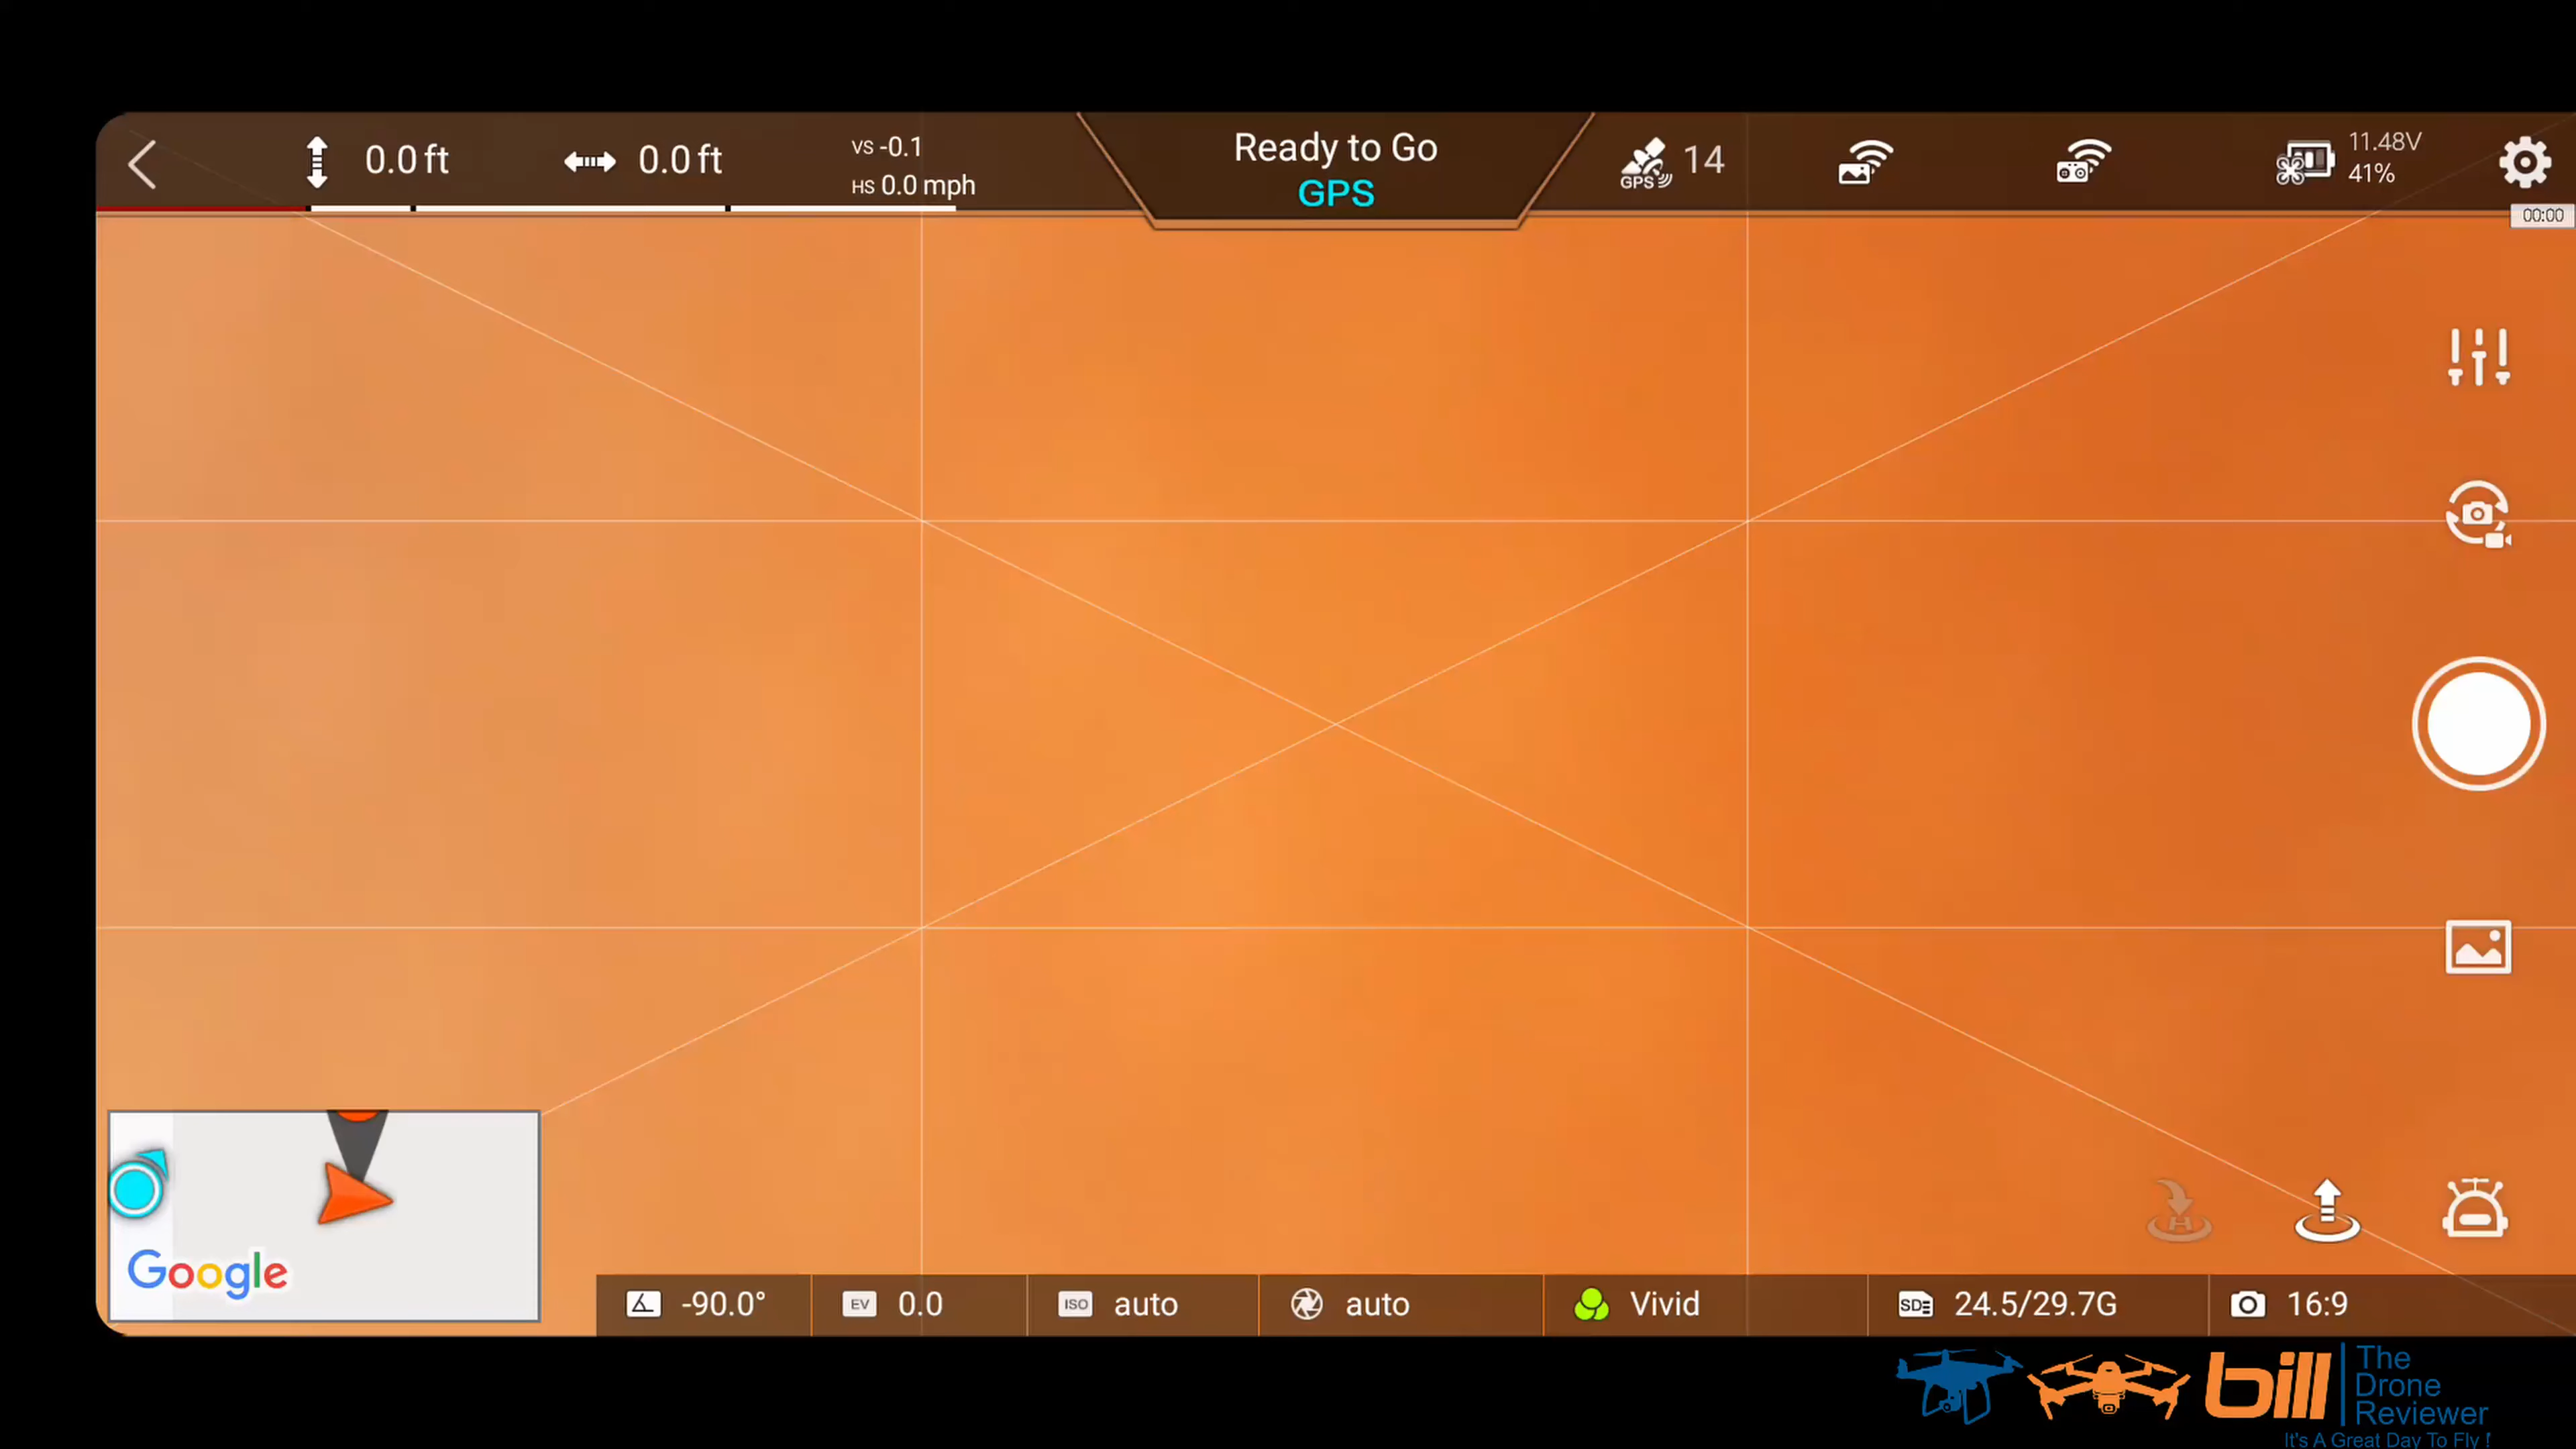 0.0 ft
0.0 ft
VS -0.1
HS 0.0 mph
Ready to Go
GPS
GPS
14
11.48V
41%
00:00
H
Google
-90.0°
EV 0.0
ISO auto
auto
Vivid
SD 24.5/29.7G
16:9
bill
The
Drone
Reviewer
It's A Great Day To Fly !